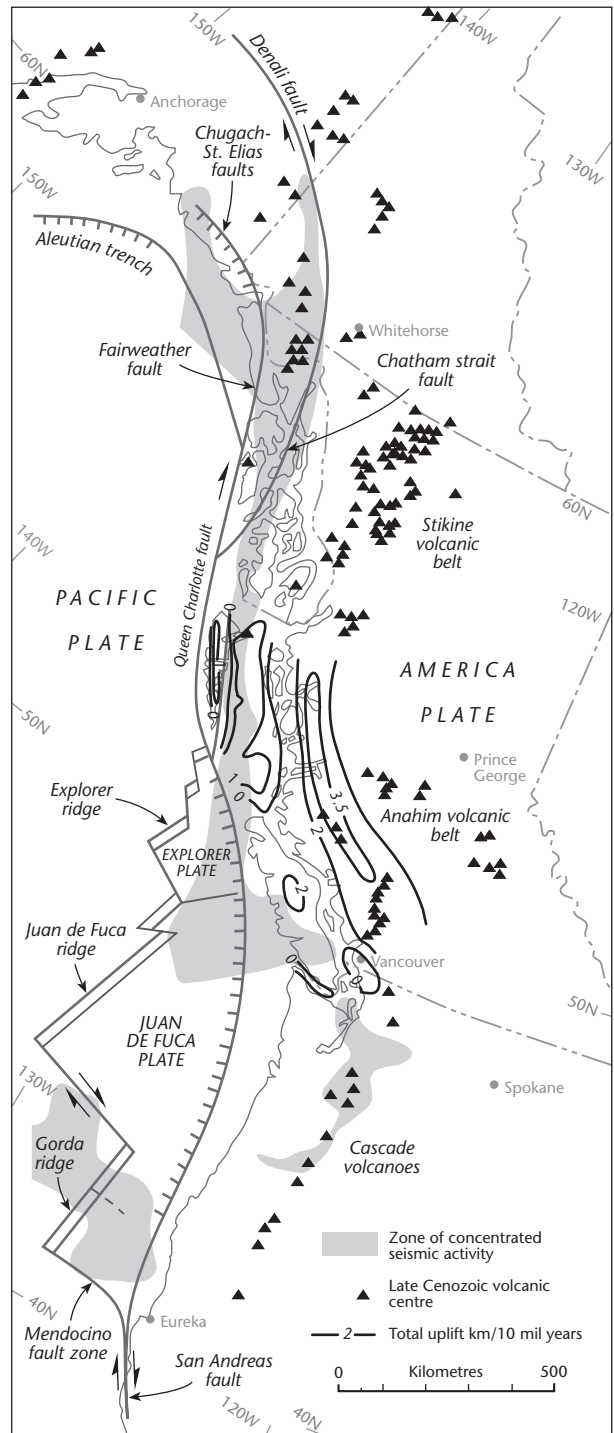 150W
140W
60N
Anchorage
Denali fault
Chugach-
St. Elias
faults
130W
150W
Aleutian trench
Whitehorse
Fairweather
fault
Chatham strait
fault
60N
Stikine
volcanic
belt
140W
Queen Charlotte fault
PACIFIC
PLATE
120W
AMERICA
PLATE
0
0
1
0
50N
3.5
2
Prince
George
Explorer
ridge
Anahim volcanic
belt
EXPLORER
PLATE
2
Juan de Fuca
ridge
Vancouver
0
0
50N
JUAN
DE FUCA
PLATE
130W
Spokane
Gorda
ridge
Cascade
volcanoes
Zone of concentrated
seismic activity
Late Cenozoic volcanic
centre
2 Total uplift km/10 mil years
40N
Eureka
Mendocino
fault zone
San Andreas
fault
0 Kilometres 500
120W
40N